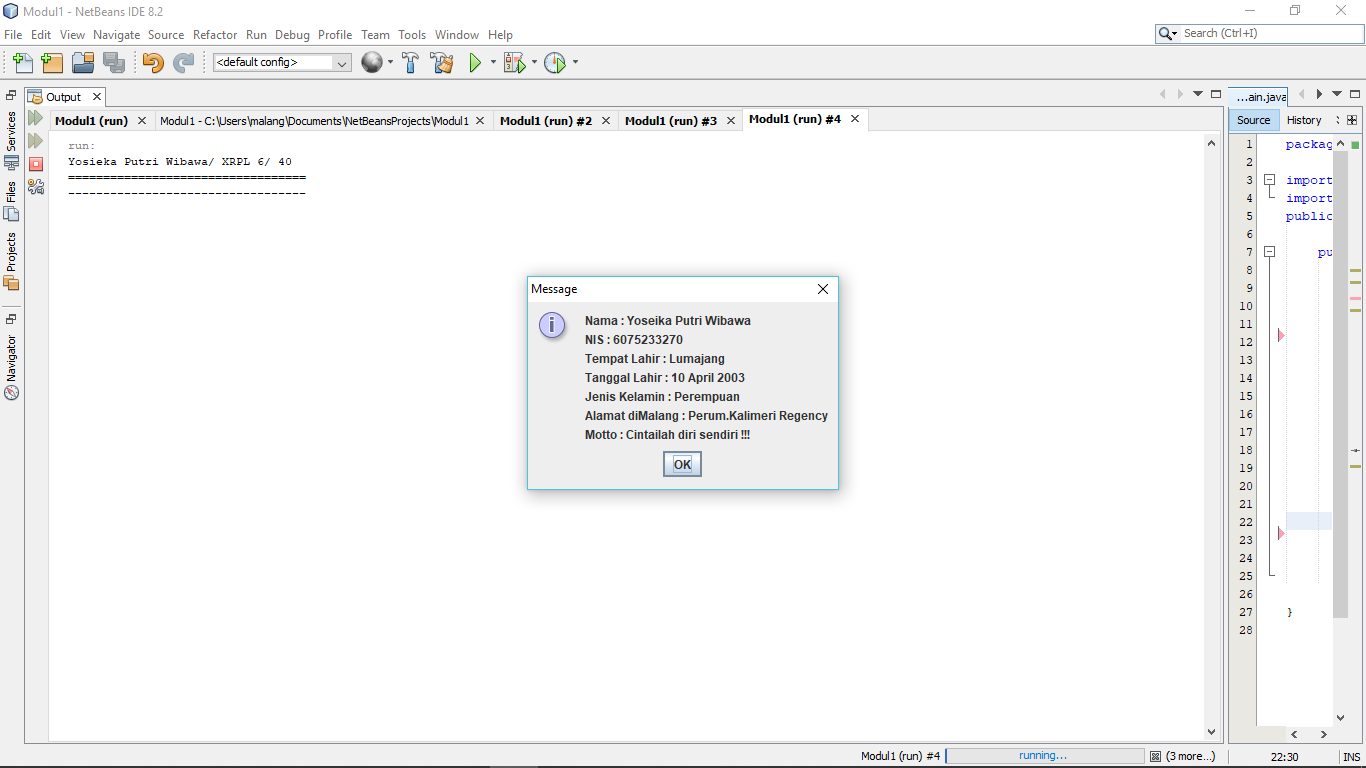 Modul1 - NetBeans IDE 8.2
File Edit View Navigate Source Refactor Run Debug Profile Team Tools Window Help
Search (Ctrl+I)
<default config>
Output
...ain.java
Modul1 (run)
Modul1 - C:\Users\malang\Documents\NetBeansProjects\Modul1
Modul1 (run) #2
Modul1 (run) #3
Modul1 (run) #4
Source History
Services
Files
Projects
Navigator
run:
Yosieka Putri Wibawa/ XRPL 6/ 40
==================================
----------------------------------
Message
Nama : Yoseika Putri Wibawa
NIS : 6075233270
Tempat Lahir : Lumajang
Tanggal Lahir : 10 April 2003
Jenis Kelamin : Perempuan
Alamat diMalang : Perum.Kalimeri Regency
Motto : Cintailah diri sendiri !!!
OK
1 packag
2
3 import
4 import
5 public
6
7 pu
8
9
10
11
12
13
14
15
16
17
18
19
20
21
22
23
24
25
26
27 }
28
Modul1 (run) #4 running... (3 more...) 22:30 INS